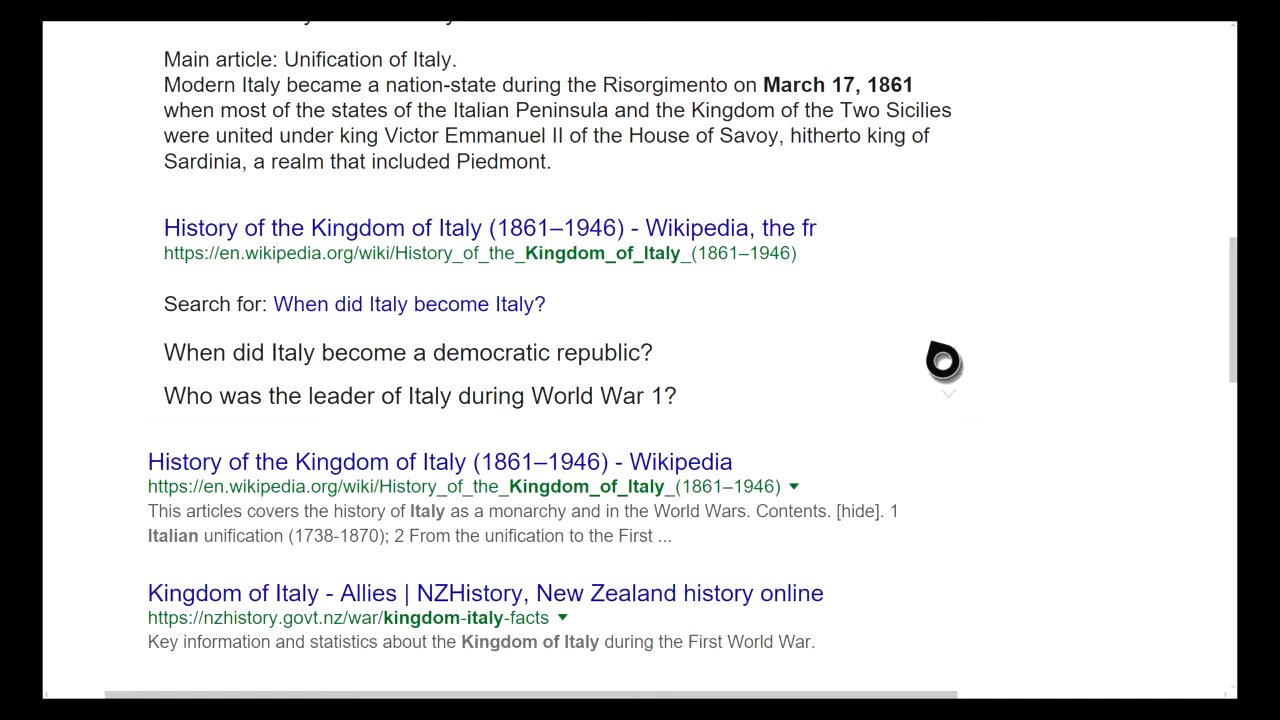 Main article: Unification of Italy.
Modern Italy became a nation-state during the Risorgimento on March 17, 1861
when most of the states of the Italian Peninsula and the Kingdom of the Two Sicilies
were united under king Victor Emmanuel II of the House of Savoy, hitherto king of
Sardinia, a realm that included Piedmont.
History of the Kingdom of Italy (1861–1946) - Wikipedia, the fr
https://en.wikipedia.org/wiki/History_of_the_Kingdom_of_Italy_(1861–1946)
Search for: When did Italy become Italy?
When did Italy become a democratic republic?
Who was the leader of Italy during World War 1?
History of the Kingdom of Italy (1861–1946) - Wikipedia
https://en.wikipedia.org/wiki/History_of_the_Kingdom_of_Italy_(1861–1946)
This articles covers the history of Italy as a monarchy and in the World Wars. Contents. [hide]. 1
Italian unification (1738-1870); 2 From the unification to the First ...
Kingdom of Italy - Allies | NZHistory, New Zealand history online
https://nzhistory.govt.nz/war/kingdom-italy-facts
Key information and statistics about the Kingdom of Italy during the First World War.